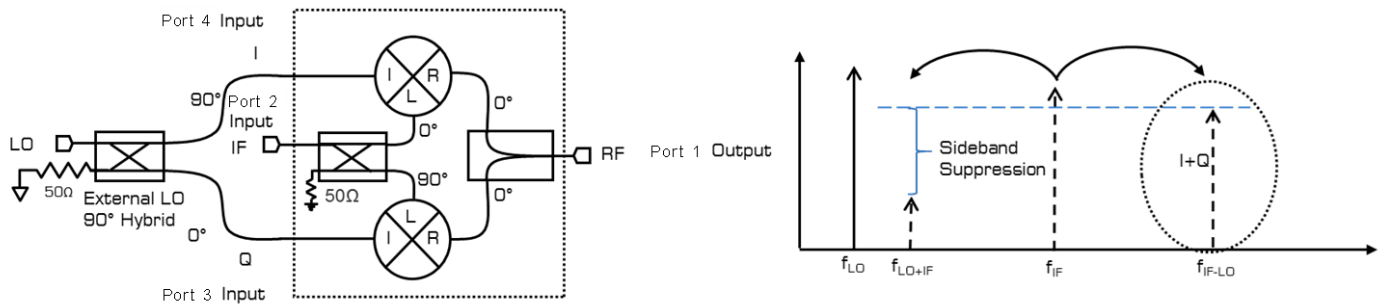 Port 4 Input
I
90°
Port 2
Input
LO
IF
50Ω
External LO
90° Hybrid
0°
Q
Port 3 Input
I
R
L
0°
90°
50Ω
L
I
R
0°
0°
RF
Port 1 Output
Sideband
Suppression
I+Q
fLO
fLO+IF
fIF
fIF-LO